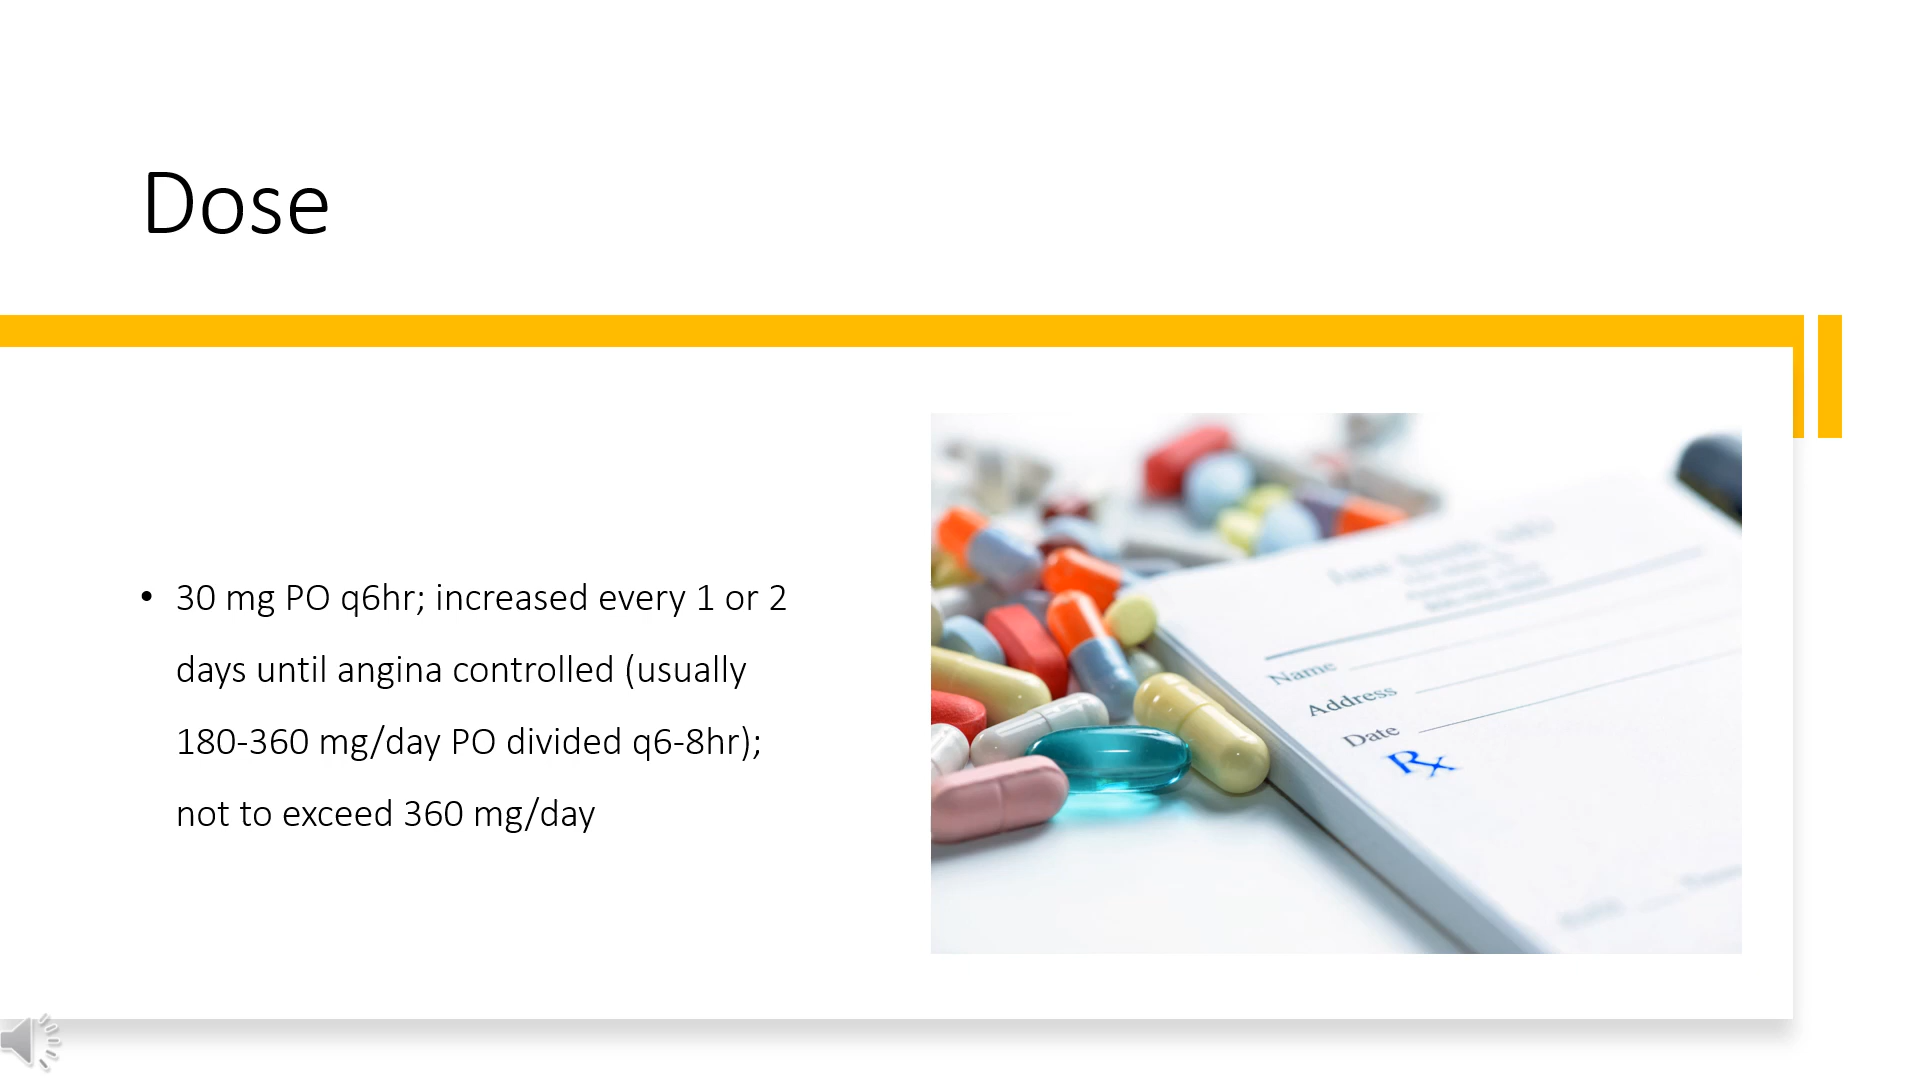 Dose
• 30 mg PO q6hr; increased every 1 or 2
days until angina controlled (usually
180-360 mg/day PO divided q6-8hr);
not to exceed 360 mg/day
Name
Address
Date
Rx